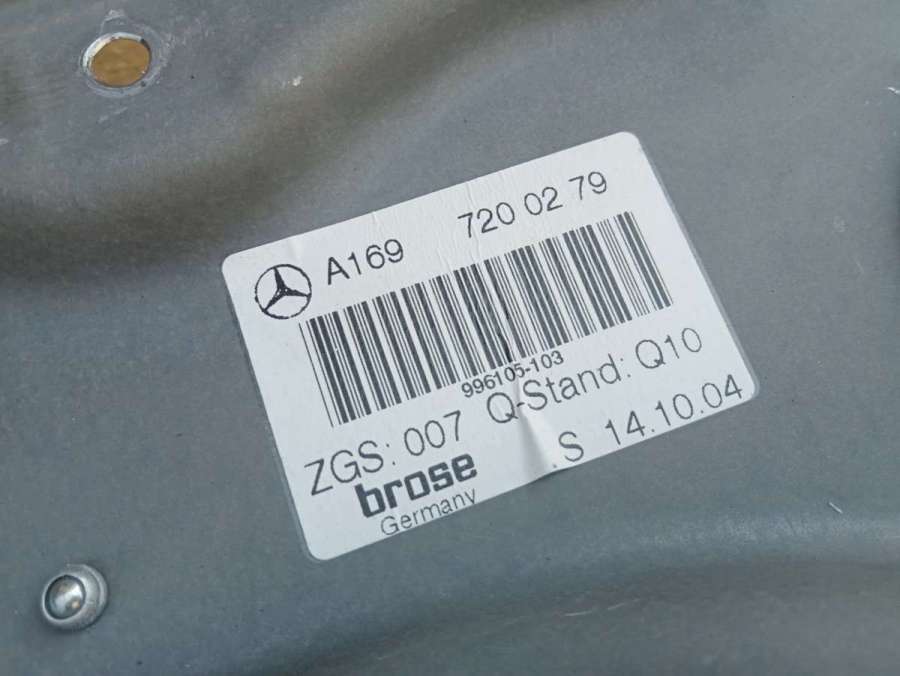 A169 720 02 79
996105-103
ZGS: 007 Q-Stand: Q10
brose .S 14.10.04
Germany